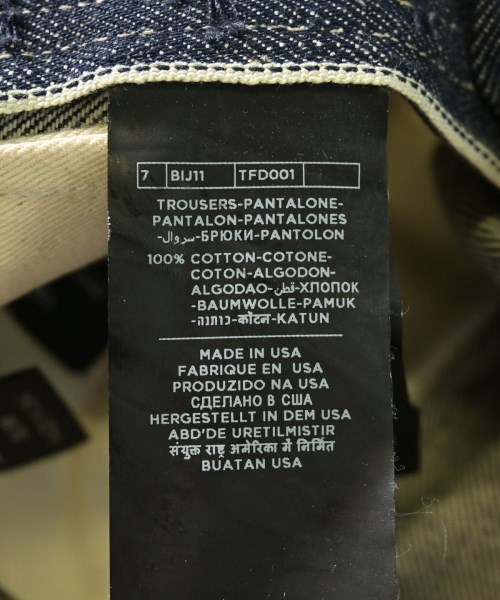 7 BIJ11 TFD001
TROUSERS-PANTALONE-
PANTALON-PANTALONES
-سروال-БРЮКИ-PANTOLON
100% COTTON-COTONE-
COTON-ALGODON-
ALGODAO-قطن-ХЛОПОК
-BAUMWOLLE-PAMUK
-כותנה-कॉटन-KATUN
MADE IN USA
FABRIQUE EN USA
PRODUZIDO NA USA
СДЕЛАНО В США
HERGESTELLT IN DEM USA
ABD'DE URETILMISTIR
संयुक्त राष्ट्र अमेरिका में निर्मित
BUATAN USA